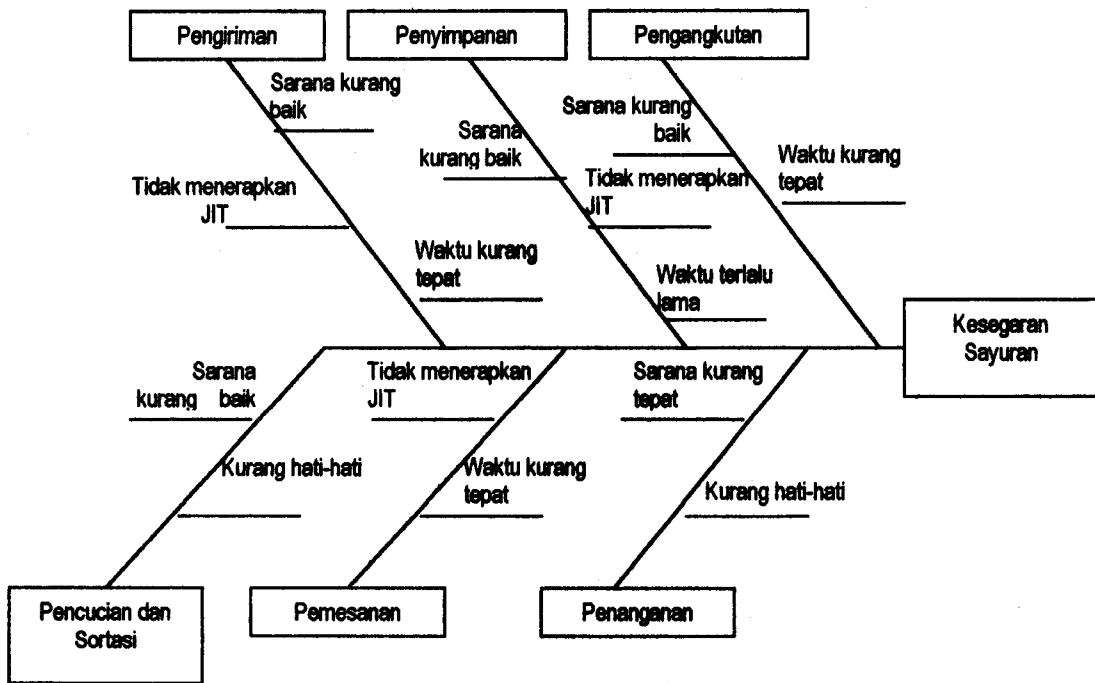 Pengiriman
Penyimpanan
Pengangkutan
Sarana kurang
baik
Sarana
kurang baik
Sarana kurang
baik
Waktu kurang
tepat
Tidak menerapkan
JIT
Tidak menerapkan
JIT
Waktu kurang
tepat
Waktu terlalu
lama
Kesegaran
Sayuran
Sarana
kurang baik
Tidak menerapkan
JIT
Sarana kurang
tepat
Kurang hati-hati
Waktu kurang
tepat
Kurang hati-hati
Pencucian dan
Sortasi
Pemesanan
Penanganan